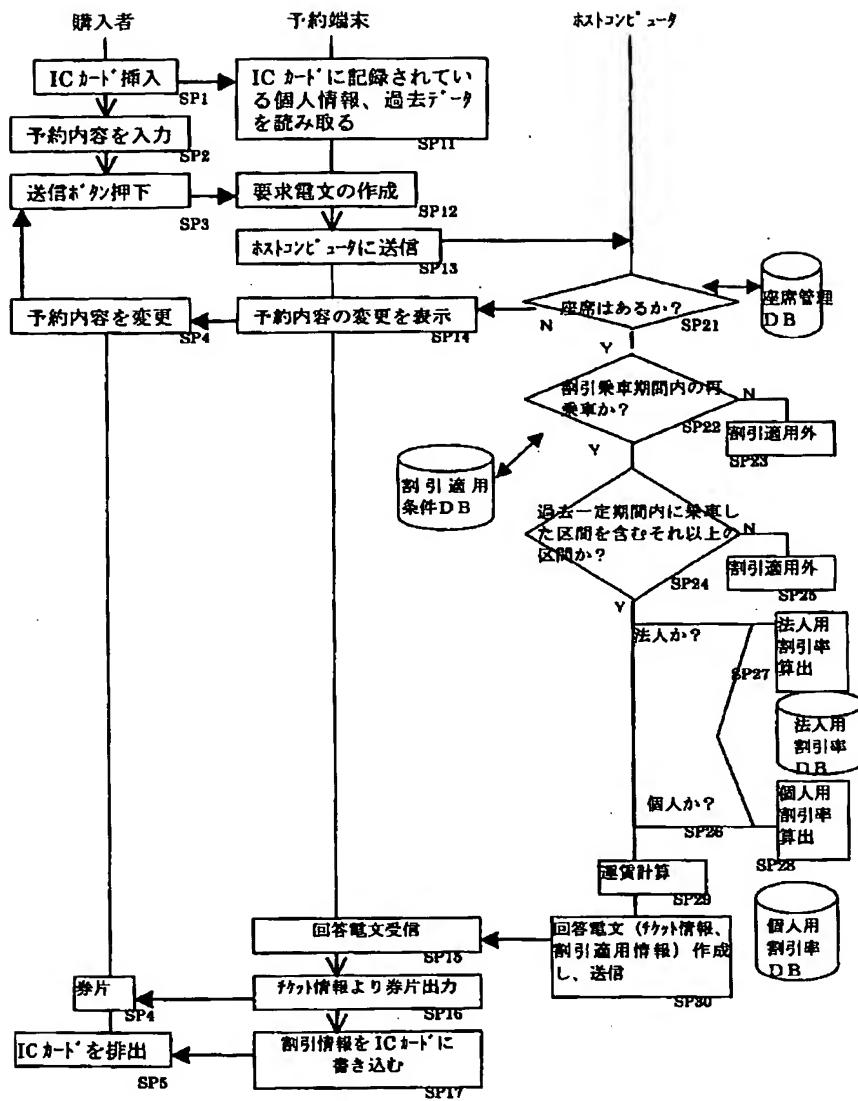 購入者
予約端末
ホストコンピュータ
ICカード挿入
SP1
ICカードに記録されてい
る個人情報、過去データ
を読み取る
SP11
予約内容を入力
SP2
送信ボタン押下
SP3
要求電文の作成
SP12
ホストコンピュータに送信
SP13
座席はあるか?
SP21
座席管理
DB
N
Y
予約内容の変更を表示
SP14
予約内容を変更
SP4
割引乗車期間内の再
乗車か?
SP22
N
Y
割引適用外
SP23
割引適用
条件DB
過去一定期間内に乗車し
た区間を含むそれ以上の
区間か?
SP24
N
Y
割引適用外
SP25
法人か?
SP27
法人用
割引率
算出
法人用
割引率
DB
個人か?
SP26
個人用
割引率
算出
SP28
運賃計算
SP29
個人用
割引率
DB
回答電文(チケット情報、
割引適用情報)作成
し、送信
SP30
回答電文受信
SP15
チケット情報より券片出力
SP16
券片
SP4
割引情報をICカードに
書き込む
SP17
ICカードを排出
SP5